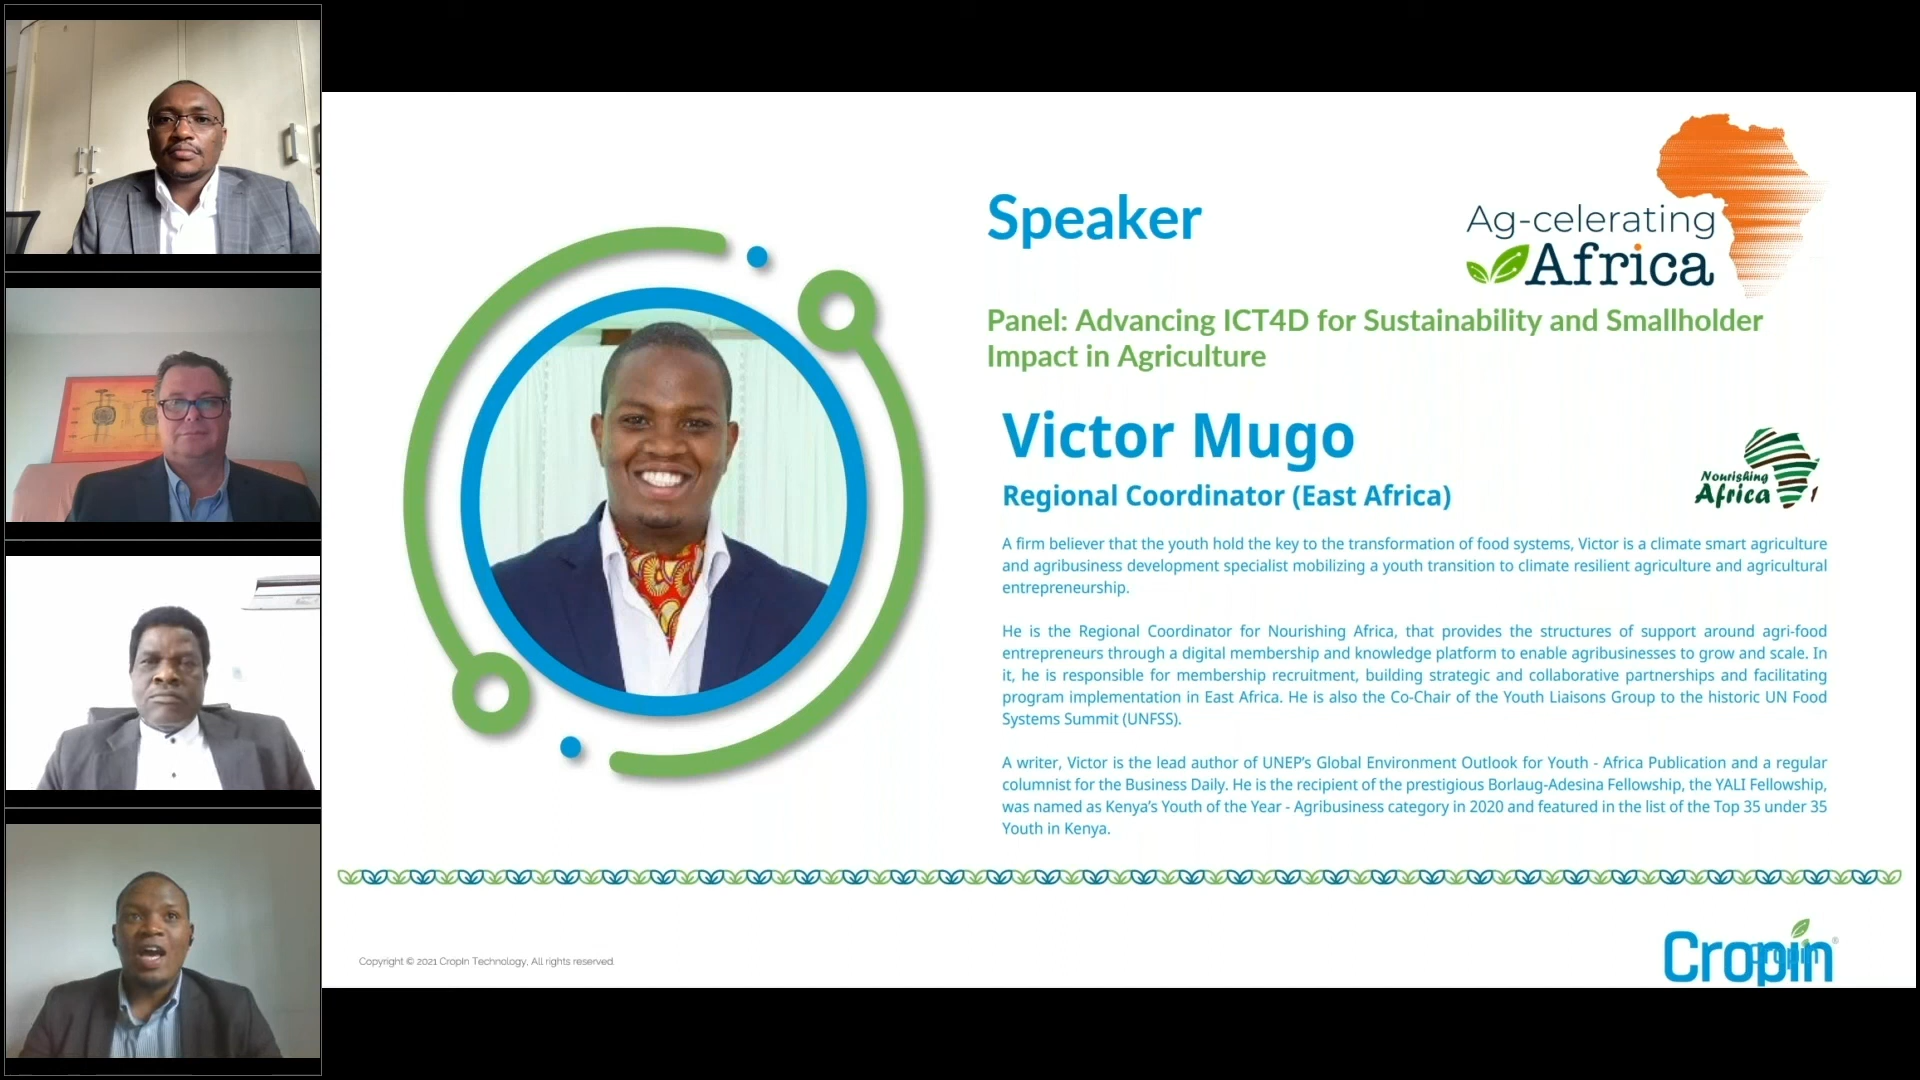 Speaker
Ag-celerating
Africa
Panel: Advancing ICT4D for Sustainability and Smallholder
Impact in Agriculture
Victor Mugo
Regional Coordinator (East Africa)
Nourishing
Africa
A firm believer that the youth hold the key to the transformation of food systems, Victor is a climate smart agriculture
and agribusiness development specialist mobilizing a youth transition to climate resilient agriculture and agricultural
entrepreneurship.
He is the Regional Coordinator for Nourishing Africa, that provides the structures of support around agri-food
entrepreneurs through a digital membership and knowledge platform to enable agribusinesses to grow and scale. In
it, he is responsible for membership recruitment, building strategic and collaborative partnerships and facilitating
program implementation in East Africa. He is also the Co-Chair of the Youth Liaisons Group to the historic UN Food
Systems Summit (UNFSS).
A writer, Victor is the lead author of UNEP's Global Environment Outlook for Youth - Africa Publication and a regular
columnist for the Business Daily. He is the recipient of the prestigious Borlaug-Adesina Fellowship, the YALI Fellowship,
was named as Kenya's Youth of the Year - Agribusiness category in 2020 and featured in the list of the Top 35 under 35
Youth in Kenya.
Copyright © 2021 CropIn Technology, All rights reserved.
Cropin®